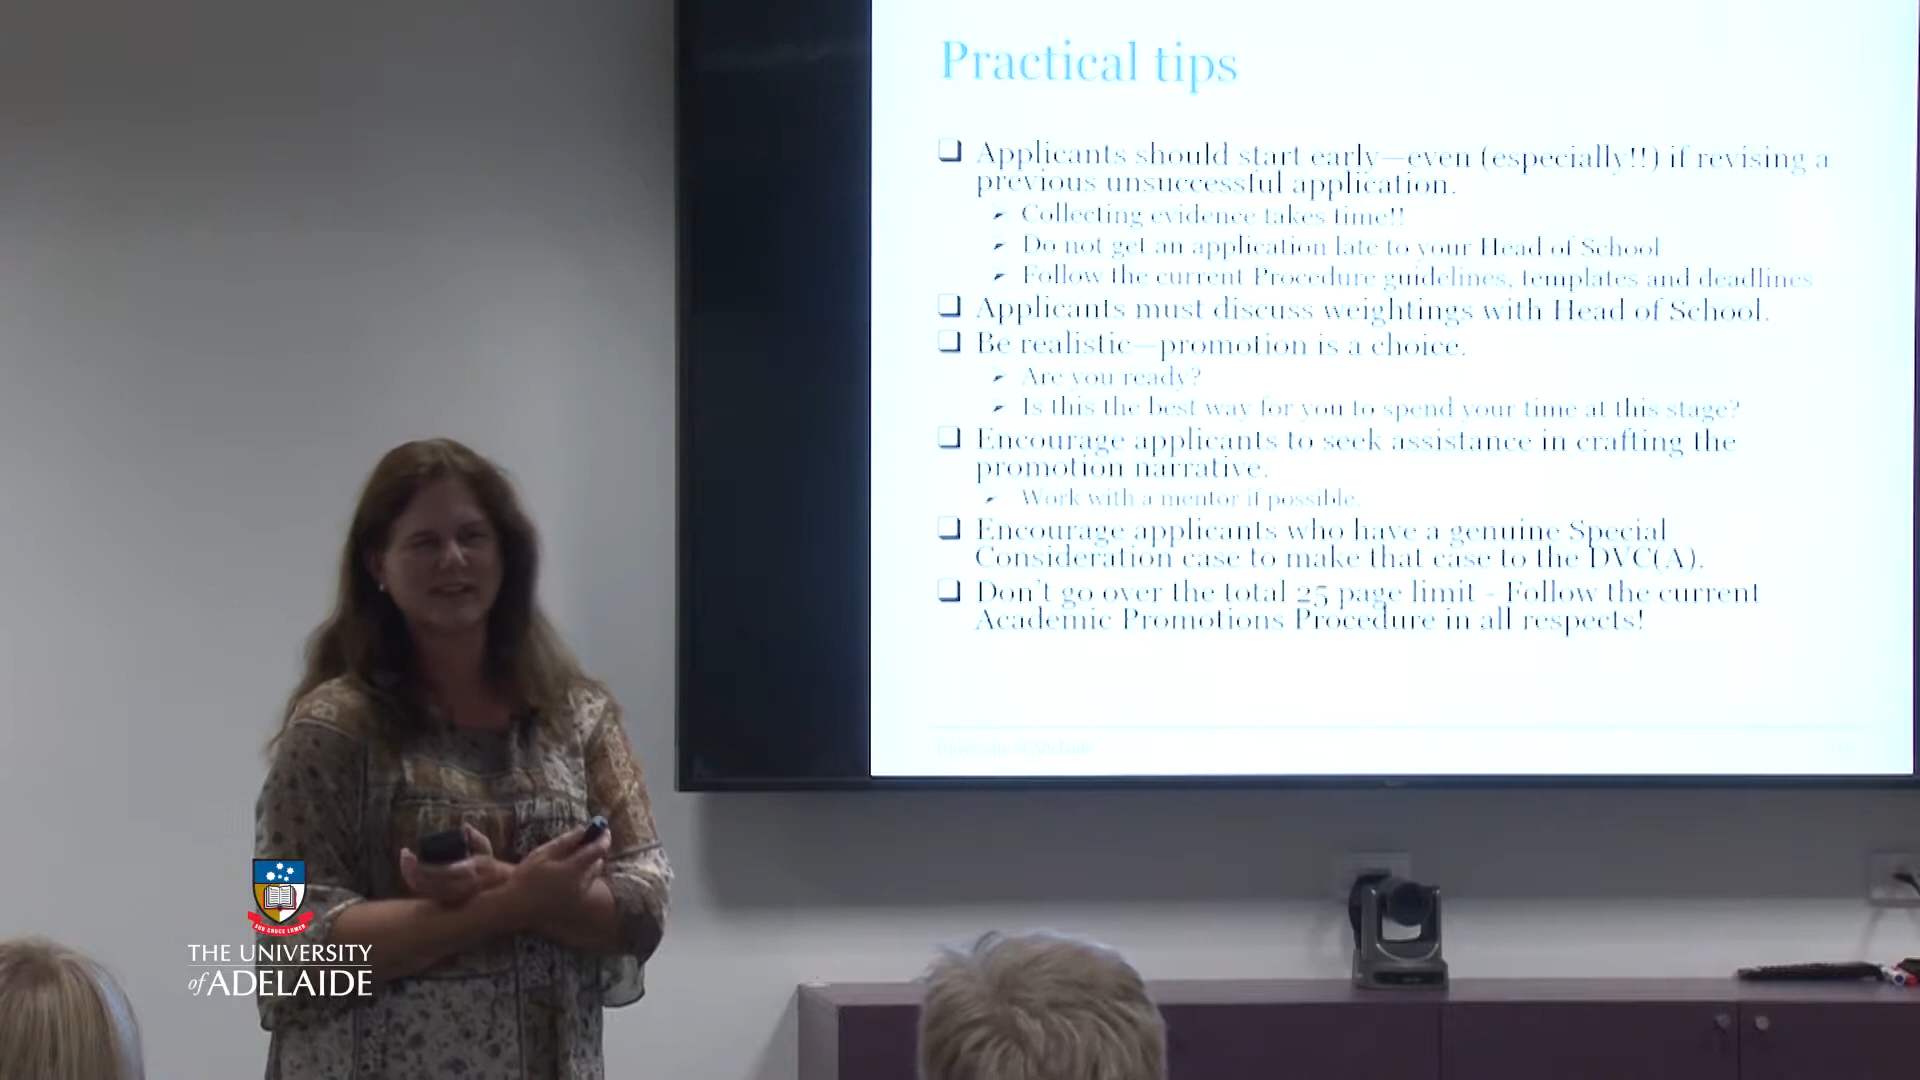 Practical tips
Applicants should start early—even (especially!!) if revising a
previous unsuccessful application.
Collecting evidence takes time!!
Do not get an application late to your Head of School
Follow the current Procedure guidelines, templates and deadlines
Applicants must discuss weightings with Head of School.
Be realistic—promotion is a choice.
Are you ready?
Is this the best way for you to spend your time at this stage?
Encourage applicants to seek assistance in crafting the
promotion narrative.
Work with a mentor if possible.
Encourage applicants who have a genuine Special
Consideration case to make that case to the DVC(A).
Don't go over the total 25 page limit - Follow the current
Academic Promotions Procedure in all respects!
University of Adelaide
SUB CRUCE LUMEN
THE UNIVERSITY
of ADELAIDE